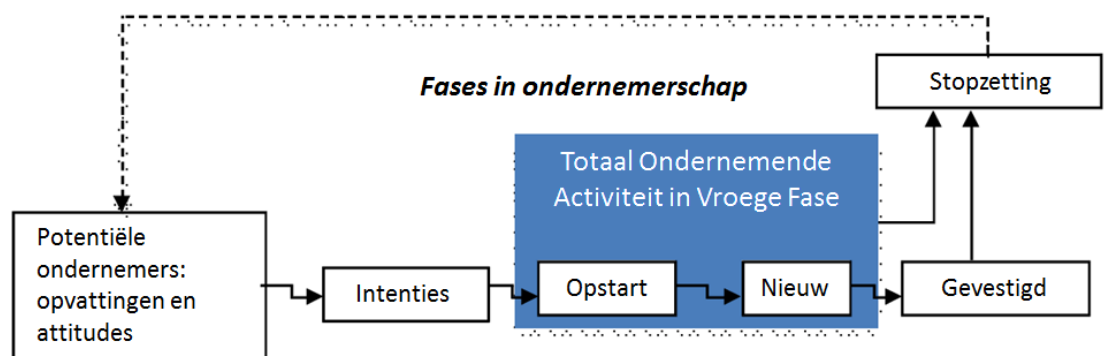 Fases in ondernemerschap
Stopzetting
Totaal Ondernemende
Activiteit in Vroege Fase
Potentiële
ondernemers:
opvattingen en
attitudes
Intenties
Opstart
Nieuw
Gevestigd